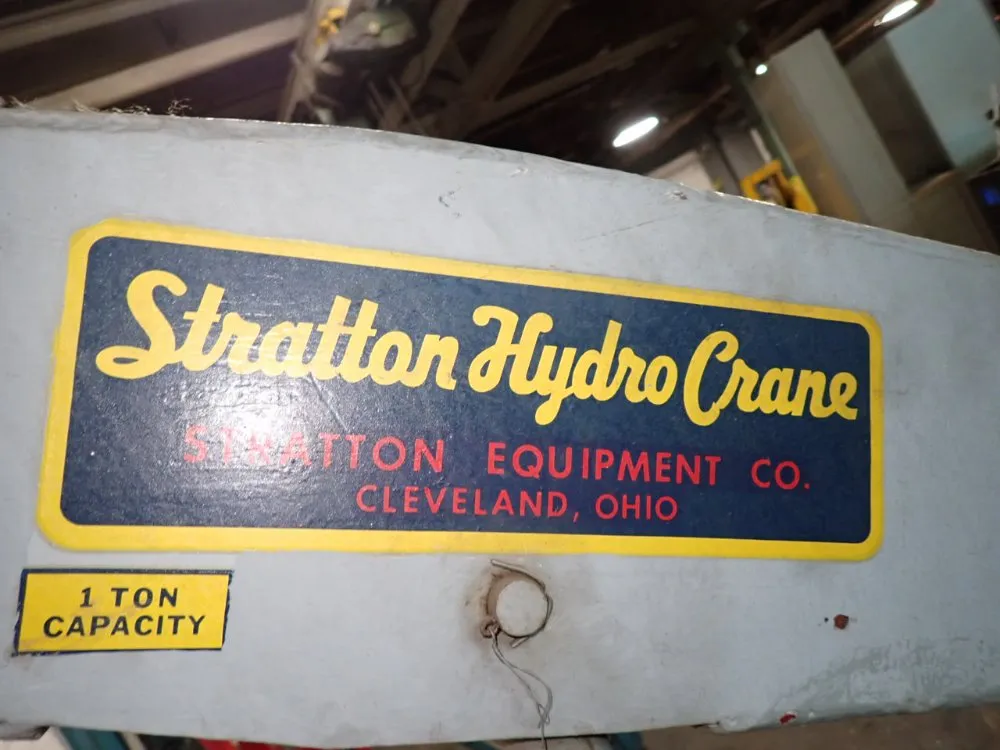 Stratton Hydro Crane
STRATTON EQUIPMENT CO.
CLEVELAND, OHIO
1 TON
CAPACITY